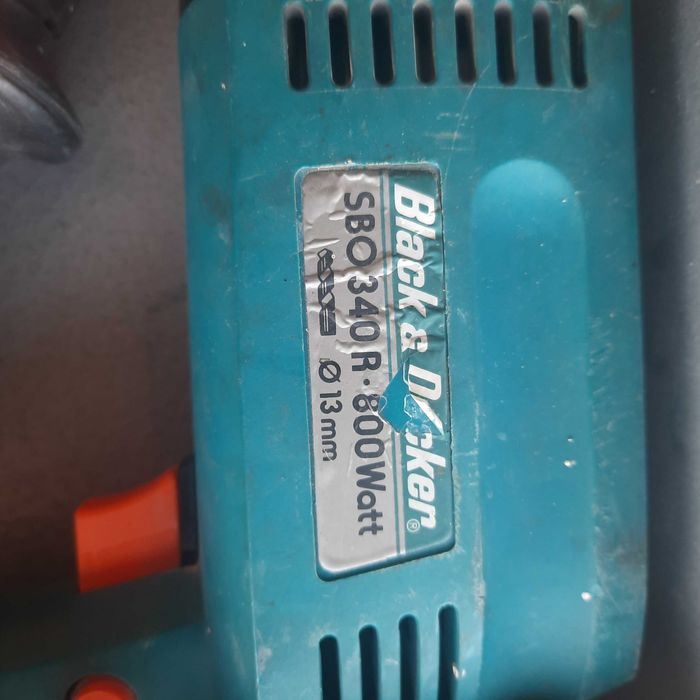 Black & Decker®
SBO 340 R · 800 Watt
Ø 13 mm